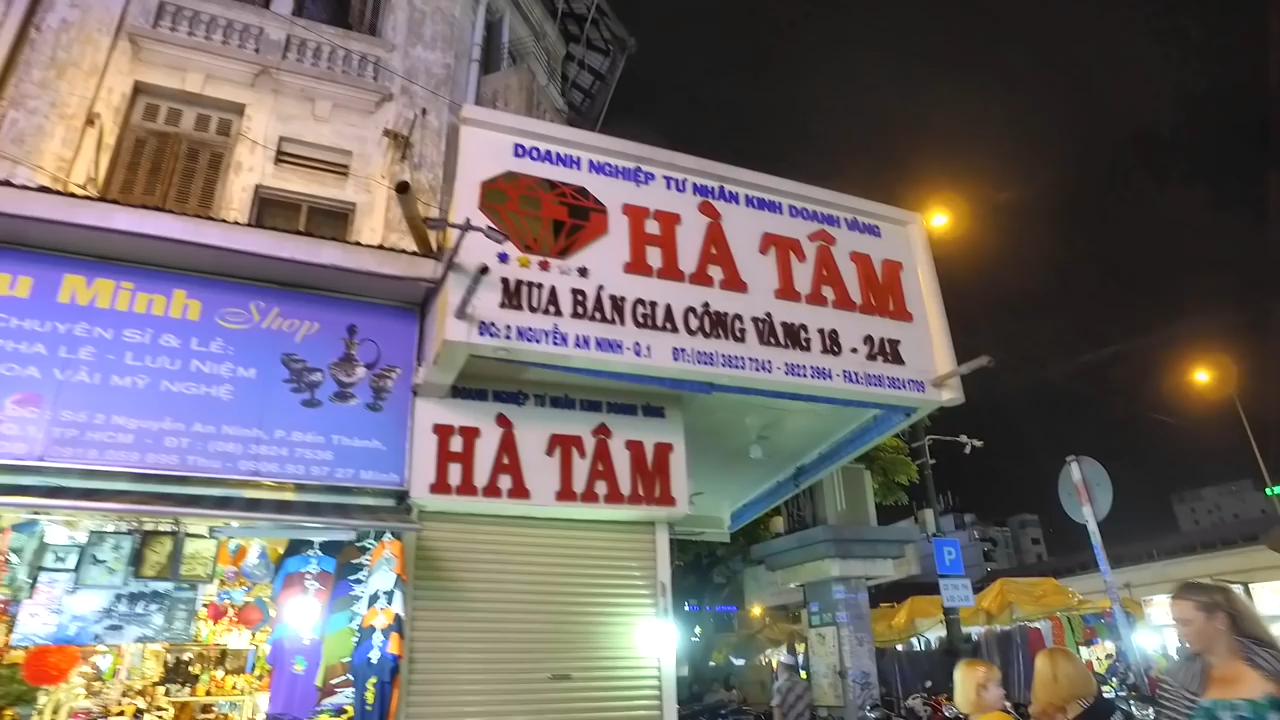 DOANH NGHIỆP TƯ NHÂN KINH DOANH VÀNG
HÀ TÂM
MUA BÁN GIA CÔNG VÀNG 18 - 24K
ĐC: 2 NGUYỄN AN NINH - Q.1 ĐT:(028)3823 7243 - 3822 3964 - FAX:(028)38241709
DOANH NGHIỆP TƯ NHÂN KINH DOANH VÀNG
HÀ TÂM
u Minh Shop
CHUYÊN SỈ & LẺ:
PHA LÊ - LƯU NIỆM
HOA VẢI MỸ NGHỆ
ĐC: Số 2 Nguyễn An Ninh, P.Bến Thành,
Q.1, TP.HCM - ĐT : (08) 3824 7536
0918.059.895 Thu - 0906.93 97 27 Minh
P